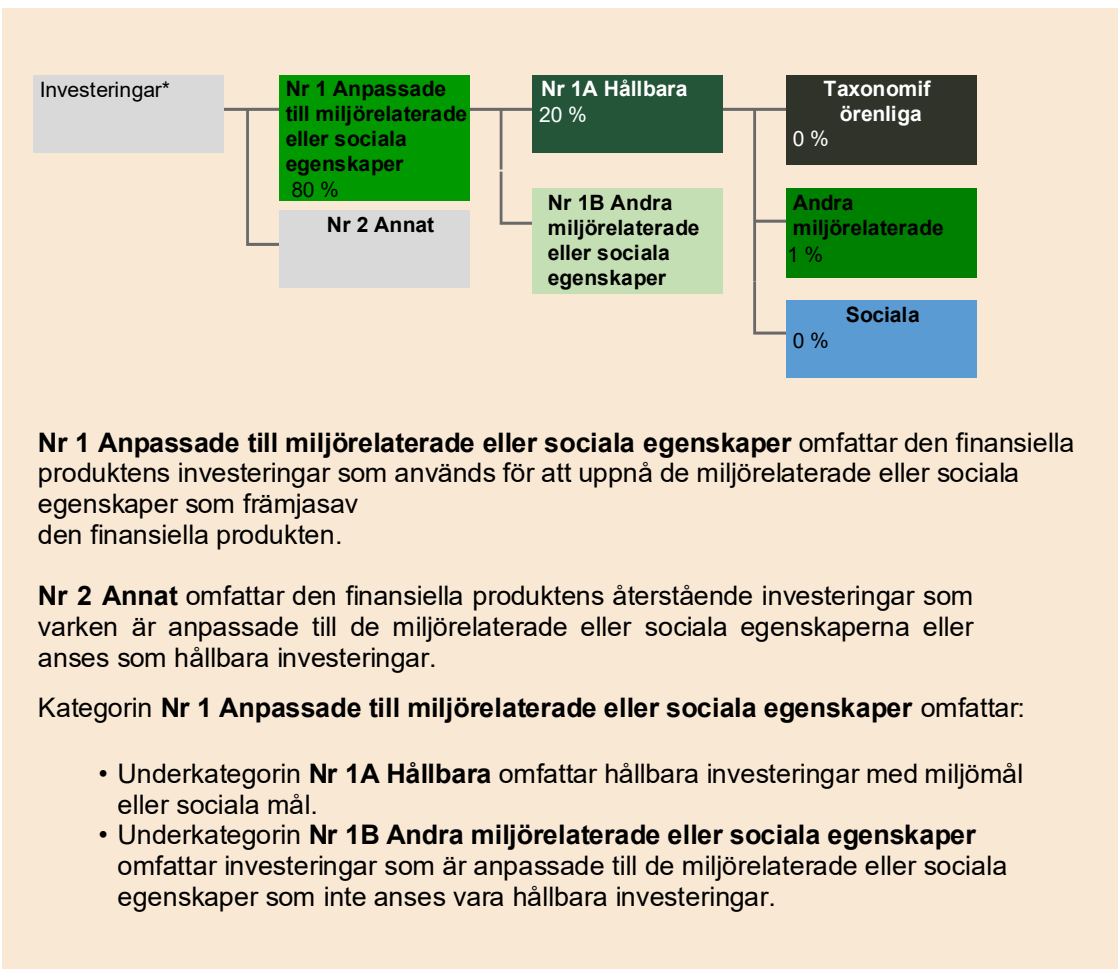 Investeringar*
Nr 1 Anpassade
till miljörelaterade
eller sociala
egenskaper
80 %
Nr 2 Annat
Nr 1A Hållbara
20 %
Nr 1B Andra
miljörelaterade
eller sociala
egenskaper
Taxonomif
örenliga
0 %
Andra
miljörelaterade
1 %
Sociala
0 %
Nr 1 Anpassade till miljörelaterade eller sociala egenskaper omfattar den finansiella
produktens investeringar som används för att uppnå de miljörelaterade eller sociala
egenskaper som främjasav
den finansiella produkten.
Nr 2 Annat omfattar den finansiella produktens återstående investeringar som
varken är anpassade till de miljörelaterade eller sociala egenskaperna eller
anses som hållbara investeringar.
Kategorin Nr 1 Anpassade till miljörelaterade eller sociala egenskaper omfattar:
• Underkategorin Nr 1A Hållbara omfattar hållbara investeringar med miljömål
eller sociala mål.
• Underkategorin Nr 1B Andra miljörelaterade eller sociala egenskaper
omfattar investeringar som är anpassade till de miljörelaterade eller sociala
egenskaper som inte anses vara hållbara investeringar.